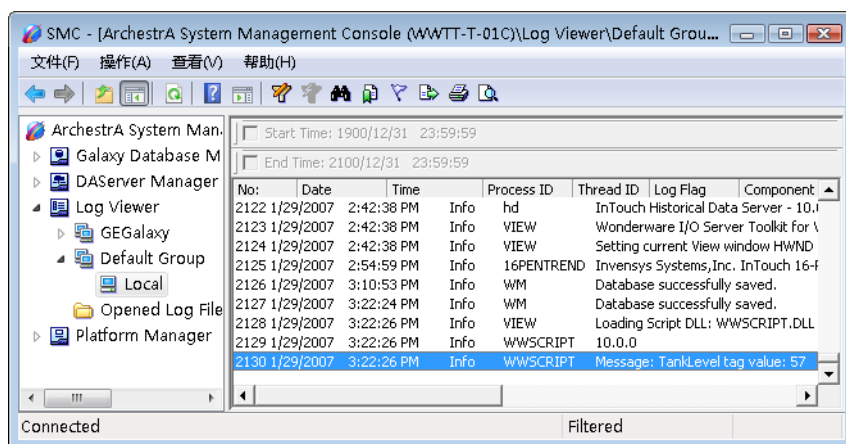 SMC - [ArchestrA System Management Console (WWTT-T-01C)\Log Viewer\Default Grou...
文件(F) 操作(A) 查看(V) 帮助(H)
ArchestrA System Man
Galaxy Database M
DAServer Manager
Log Viewer
GEGalaxy
Default Group
Local
Opened Log File
Platform Manager
Start Time: 1900/12/31 23:59:59
End Time: 2100/12/31 23:59:59
No: Date Time Process ID Thread ID Log Flag Component
2122 1/29/2007 2:42:38 PM Info hd InTouch Historical Data Server - 10.
2123 1/29/2007 2:42:38 PM Info VIEW Wonderware I/O Server Toolkit for
2124 1/29/2007 2:42:38 PM Info VIEW Setting current View window HWND
2125 1/29/2007 2:54:59 PM Info 16PENTREND Invensys Systems,Inc. InTouch 16-
2126 1/29/2007 3:10:53 PM Info WM Database successfully saved.
2127 1/29/2007 3:22:24 PM Info WM Database successfully saved.
2128 1/29/2007 3:22:26 PM Info VIEW Loading Script DLL: WWSCRIPT.DLL
2129 1/29/2007 3:22:26 PM Info WWSCRIPT 10.0.0
2130 1/29/2007 3:22:26 PM Info WWSCRIPT Message: TankLevel tag value: 57
Connected Filtered